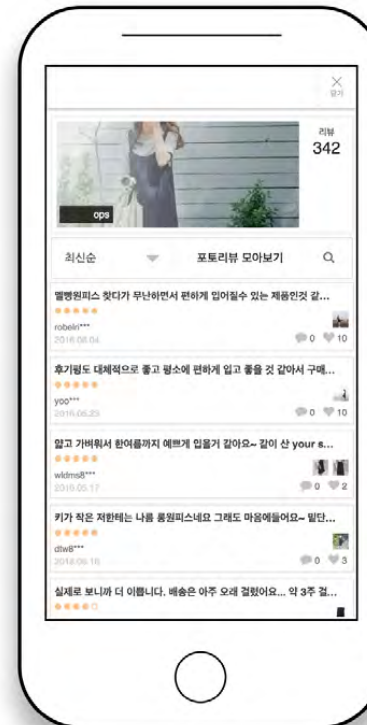 닫기
리뷰
342
ops
최신순 포토리뷰 모아보기
멜빵원피스 찾다가 무난하면서 편하게 입어질수 있는 제품인것 같...
robelri***
2016.06.04
0 10
후기평도 대체적으로 좋고 평소에 편하게 입고 좋을 것 같아서 구매...
yoo***
2016.05.23
0 10
얇고 가벼워서 한여름까지 예쁘게 입을거 같아요~ 같이 산 your s...
wldms8***
2016.05.17
0 2
키가 작은 저한테는 나름 롱원피스네요 그래도 마음에들어요~ 밑단...
dlw8***
2016.05.16
0 3
실제로 보니까 더 이쁩니다. 배송은 아주 오래 걸렸어요... 약 3주 걸...